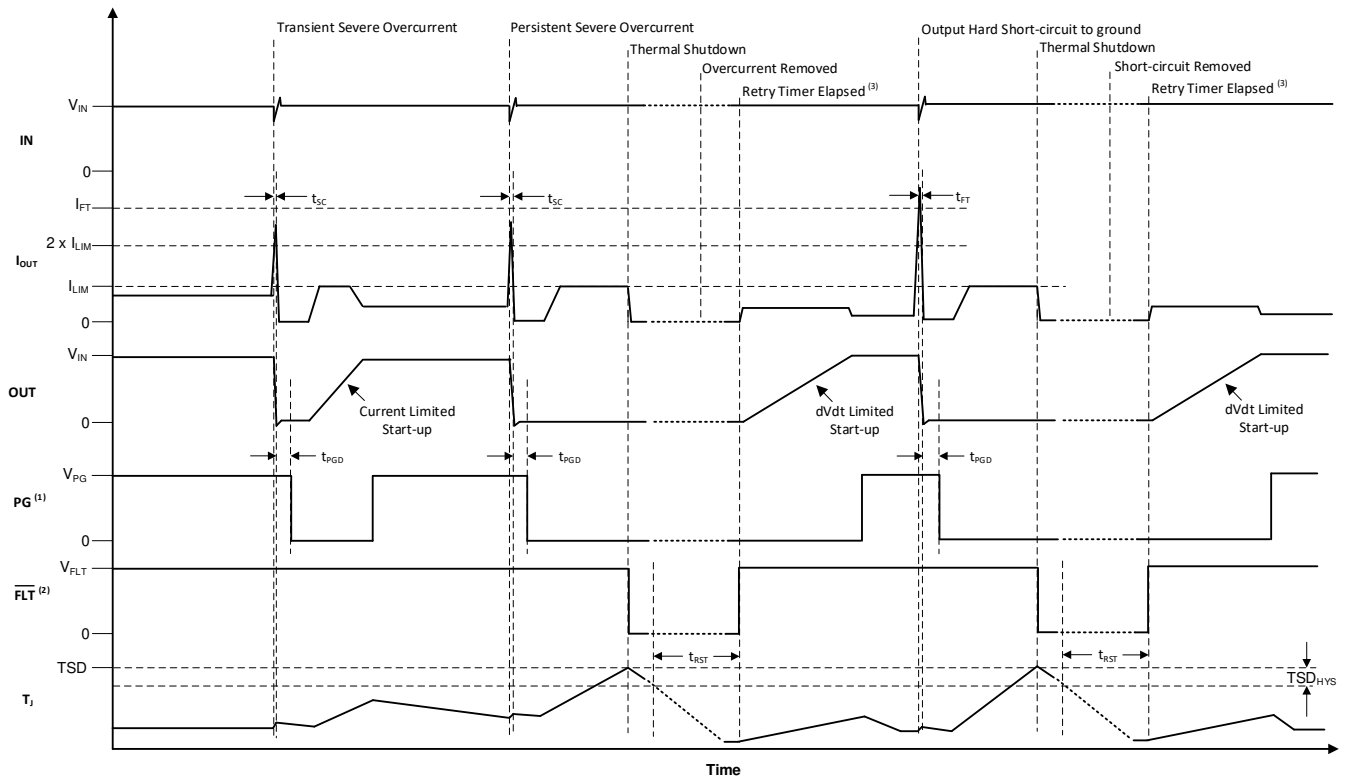 Transient Severe Overcurrent
Persistent Severe Overcurrent
Output Hard Short-circuit to ground
Thermal Shutdown
Thermal Shutdown
Overcurrent Removed
Short-circuit Removed
Retry Timer Elapsed (3)
Retry Timer Elapsed (3)
VIN
IN
0
tSC
tSC
tFT
IFT
2 x ILIM
IOUT
ILIM
0
VIN
OUT
0
Current Limited
Start-up
dVdt Limited
Start-up
dVdt Limited
Start-up
tPGD
tPGD
tPGD
VPG
PG (1)
0
VFLT
FLT (2)
0
tRST
tRST
TSD
TSDHYS
TJ
Time